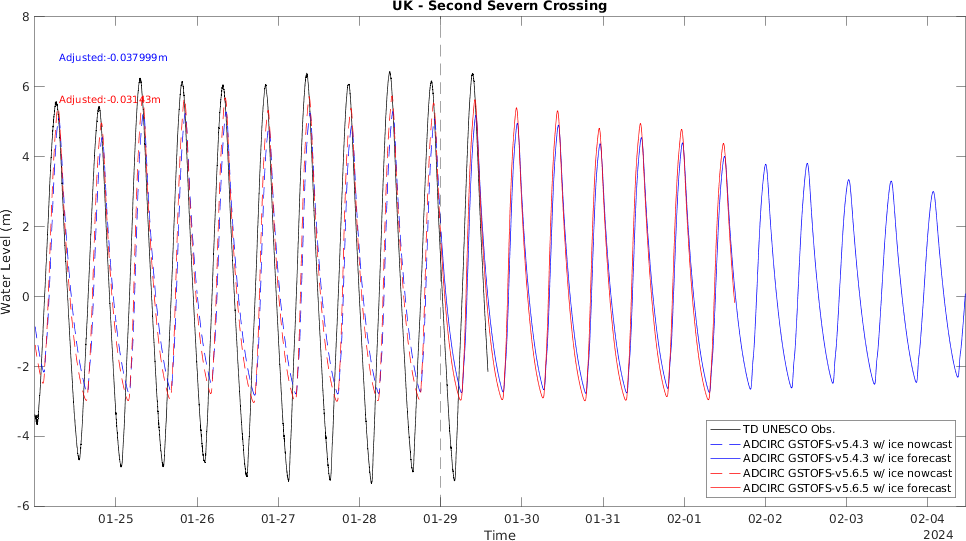 UK - Second Severn Crossing
8
Adjusted:-0.037999m
6
Adjusted:-0.03143m
4
2
0
-2
-4
-6
Water Level (m)
TD UNESCO Obs.
ADCIRC GSTOFS-v5.4.3 w/ ice nowcast
ADCIRC GSTOFS-v5.4.3 w/ ice forecast
ADCIRC GSTOFS-v5.6.5 w/ ice nowcast
ADCIRC GSTOFS-v5.6.5 w/ ice forecast
01-25 01-26 01-27 01-28 01-29 01-30 01-31 02-01 02-02 02-03 02-04
Time
2024